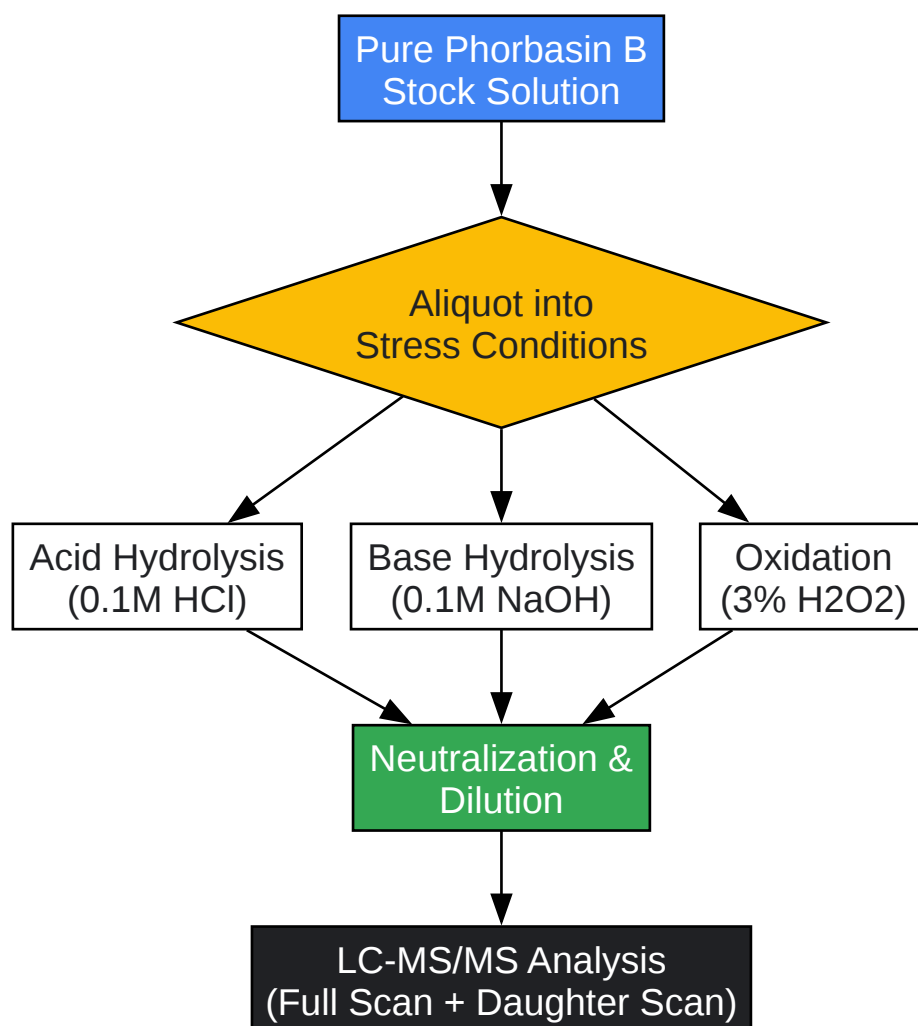 Pure Phorbasin B
Stock Solution
Aliquot into
Stress Conditions
Acid Hydrolysis
(0.1M HCl)
Base Hydrolysis
(0.1M NaOH)
Oxidation
(3% H2O2)
Neutralization &
Dilution
LC-MS/MS Analysis
(Full Scan + Daughter Scan)